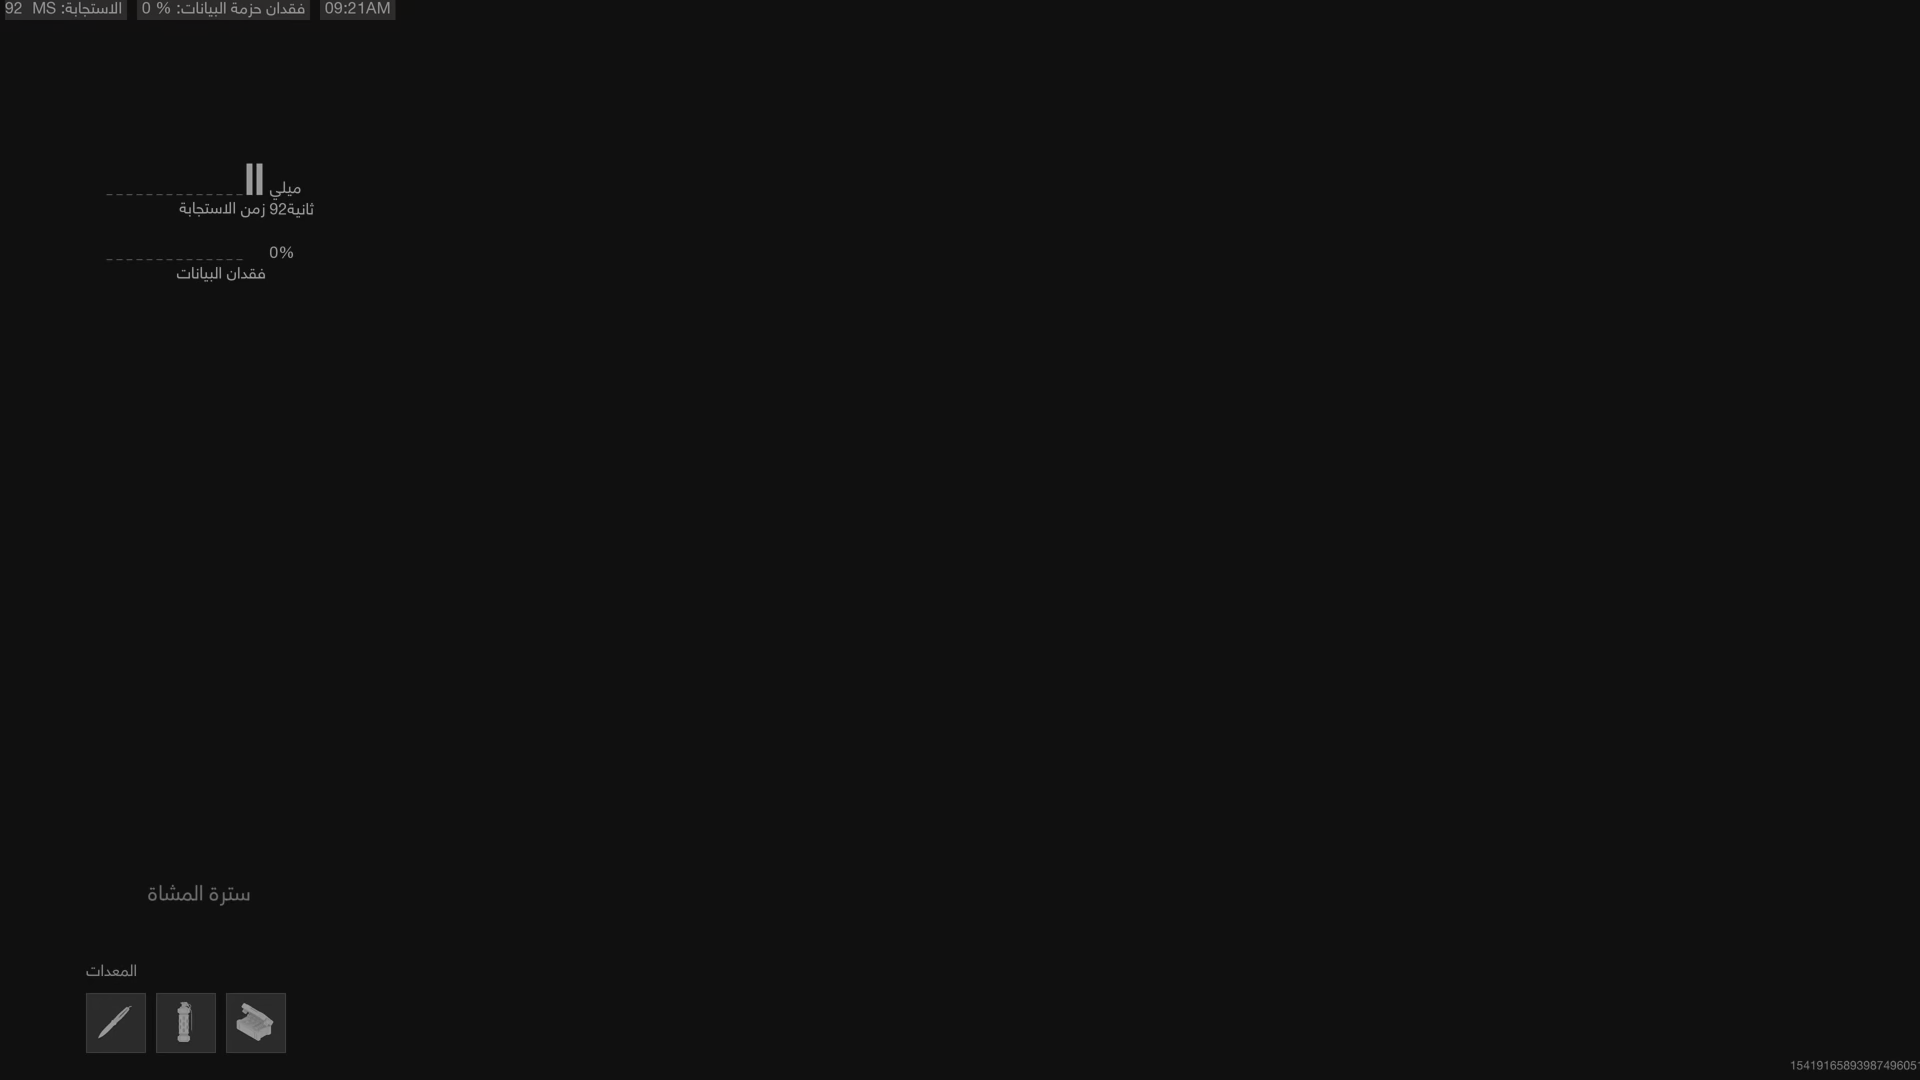 92 MS :الاستجابة
فقدان حزمة البيانات: % 0
09:21AM
ميلي
ثانية92 زمن الاستجابة
0%
فقدان البيانات
سترة المشاة
المعدات
1541916589398749605